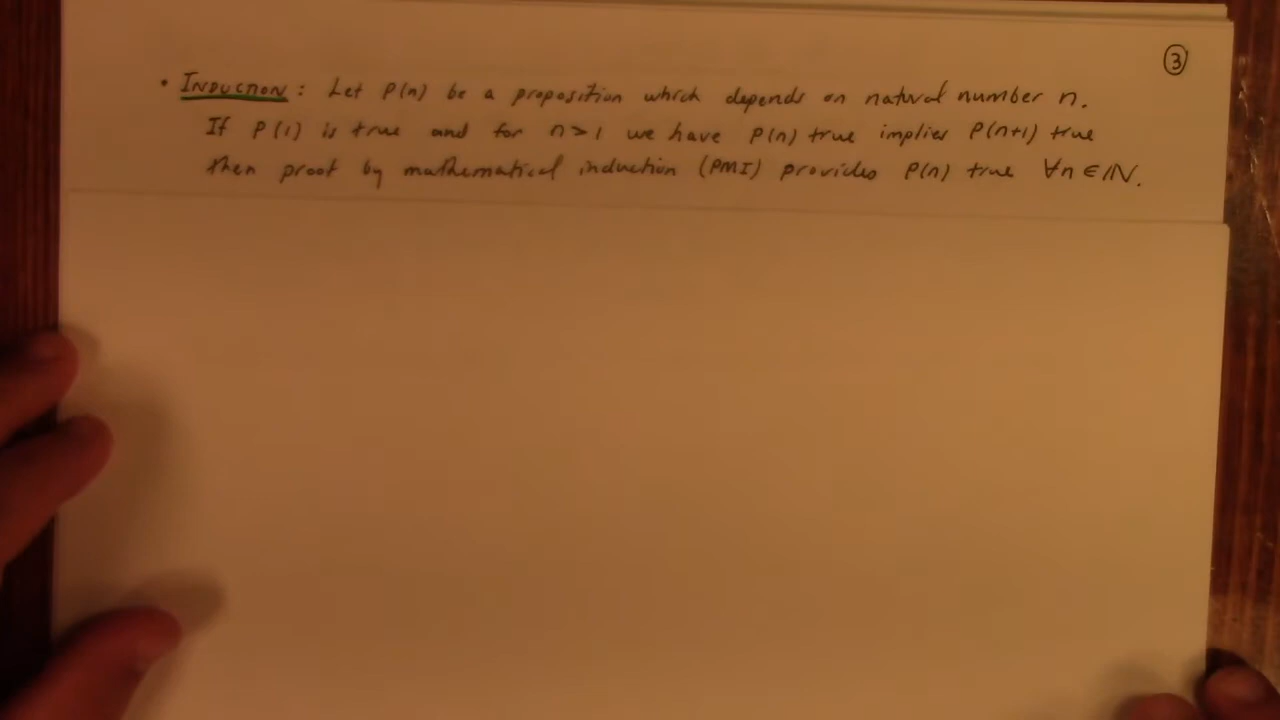 ③
• INDUCTION : Let P(n) be a proposition which depends on natural number n.
If P(1) is true and for n > 1 we have P(n) true implies P(n+1) true
then proof by mathematical induction (PMI) provides P(n) true ∀n ∈ ℕ.